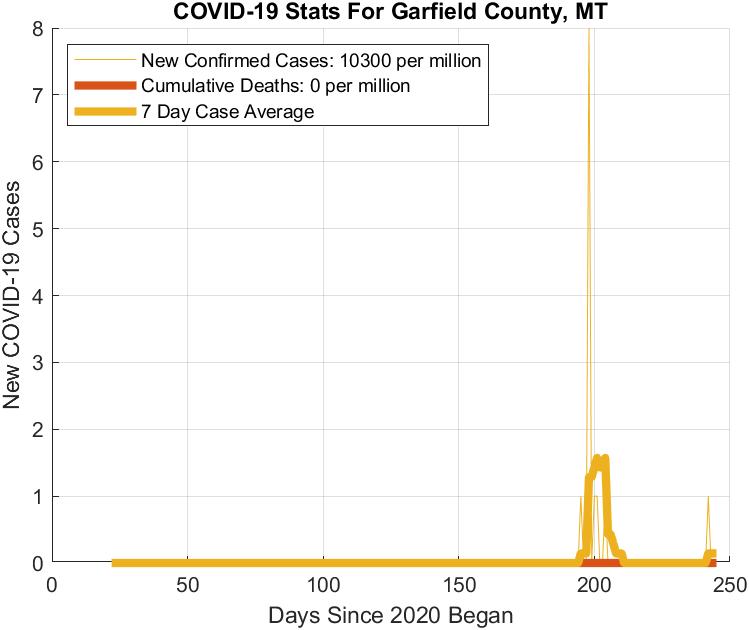 COVID-19 Stats For Garfield County, MT
New Confirmed Cases: 10300 per million
Cumulative Deaths: 0 per million
7 Day Case Average
New COVID-19 Cases
8
7
6
5
4
3
2
1
0
0 50 100 150 200 250
Days Since 2020 Began